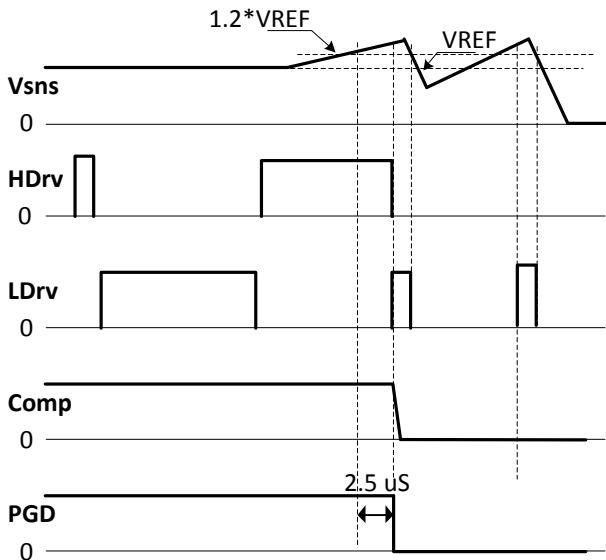 1.2*VREF
VREF
Vsns
0
HDrv
0
LDrv
0
Comp
0
2.5 uS
PGD
0